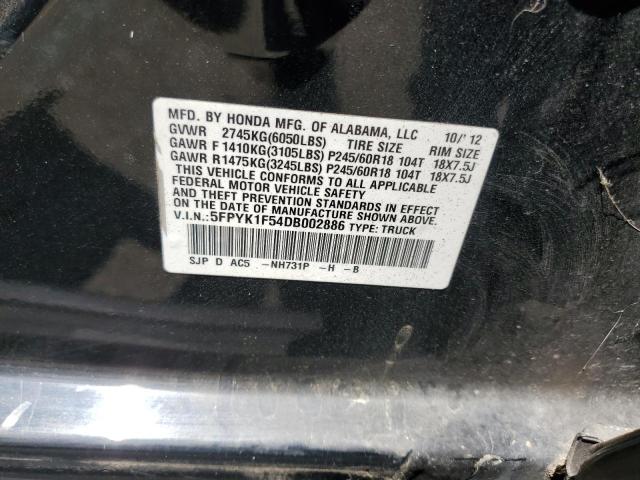 MFD. BY HONDA MFG. OF ALABAMA, LLC 10/'12
GVWR 2745KG(6050LBS) TIRE SIZE RIM SIZE
GAWR F 1410KG(3105LBS) P245/60R18 104T 18X7.5J
GAWR R1475KG(3245LBS) P245/60R18 104T 18X7.5J
THIS VEHICLE CONFORMS TO ALL APPLICABLE
FEDERAL MOTOR VEHICLE SAFETY
AND THEFT PREVENTION STANDARDS IN EFFECT
ON THE DATE OF MANUFACTURE SHOWN ABOVE.
V.I.N.:5FPYK1F54DB002886 TYPE: TRUCK
SJP D AC5 -NH731P -H -B